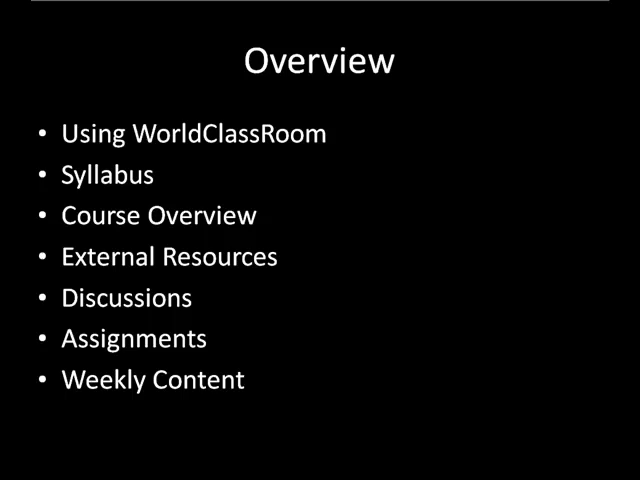 Overview
• Using WorldClassRoom
• Syllabus
• Course Overview
• External Resources
• Discussions
• Assignments
• Weekly Content